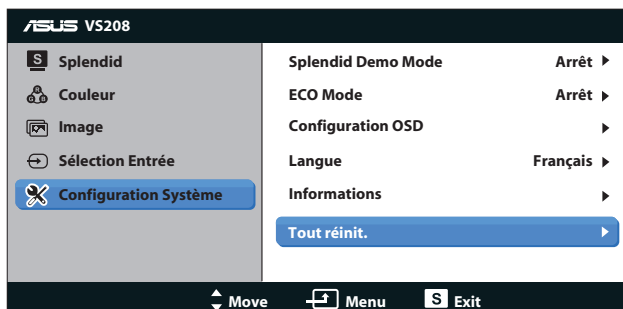 ASUS VS208
S Splendid
Couleur
Image
Sélection Entrée
Configuration Système
Splendid Demo Mode Arrêt
ECO Mode Arrêt
Configuration OSD
Langue Français
Informations
Tout réinit.
Move Menu S Exit